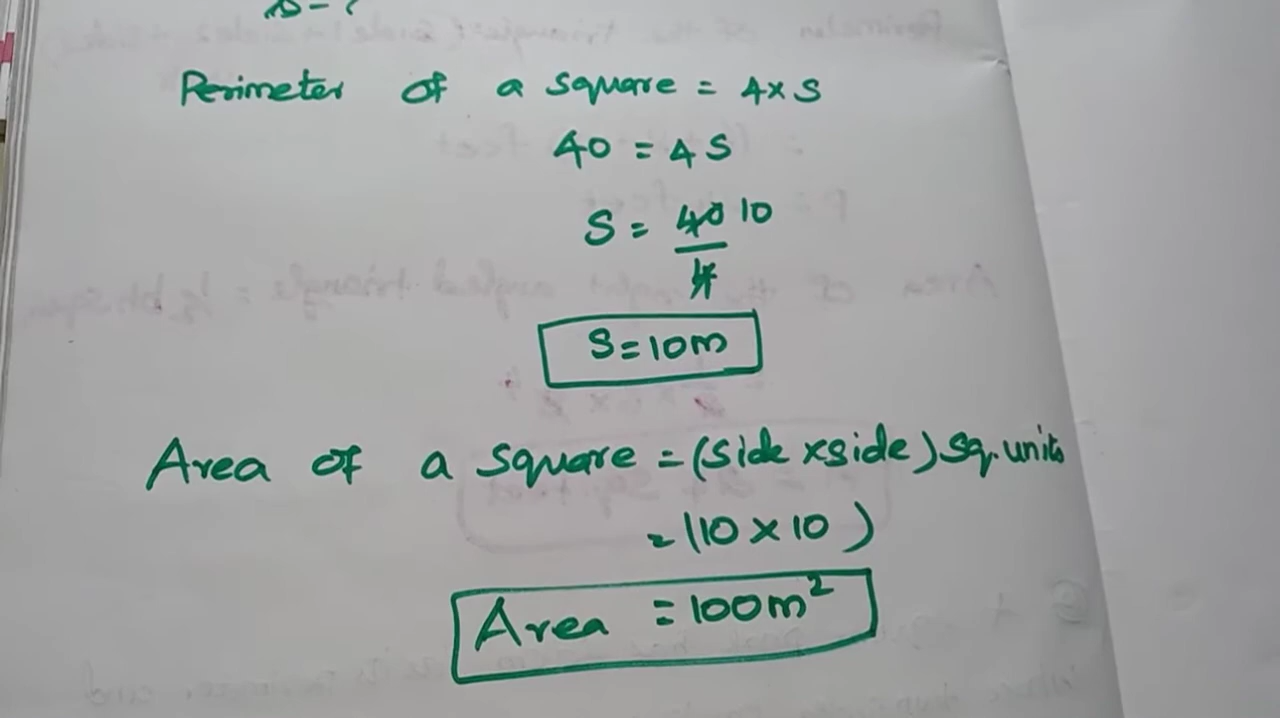 Perimeter of a square = 4 x S
40 = 4 S
S = 40 10
4
S = 10m
Area of a square = (side x side) sq. units
= (10 x 10)
Area = 100m²